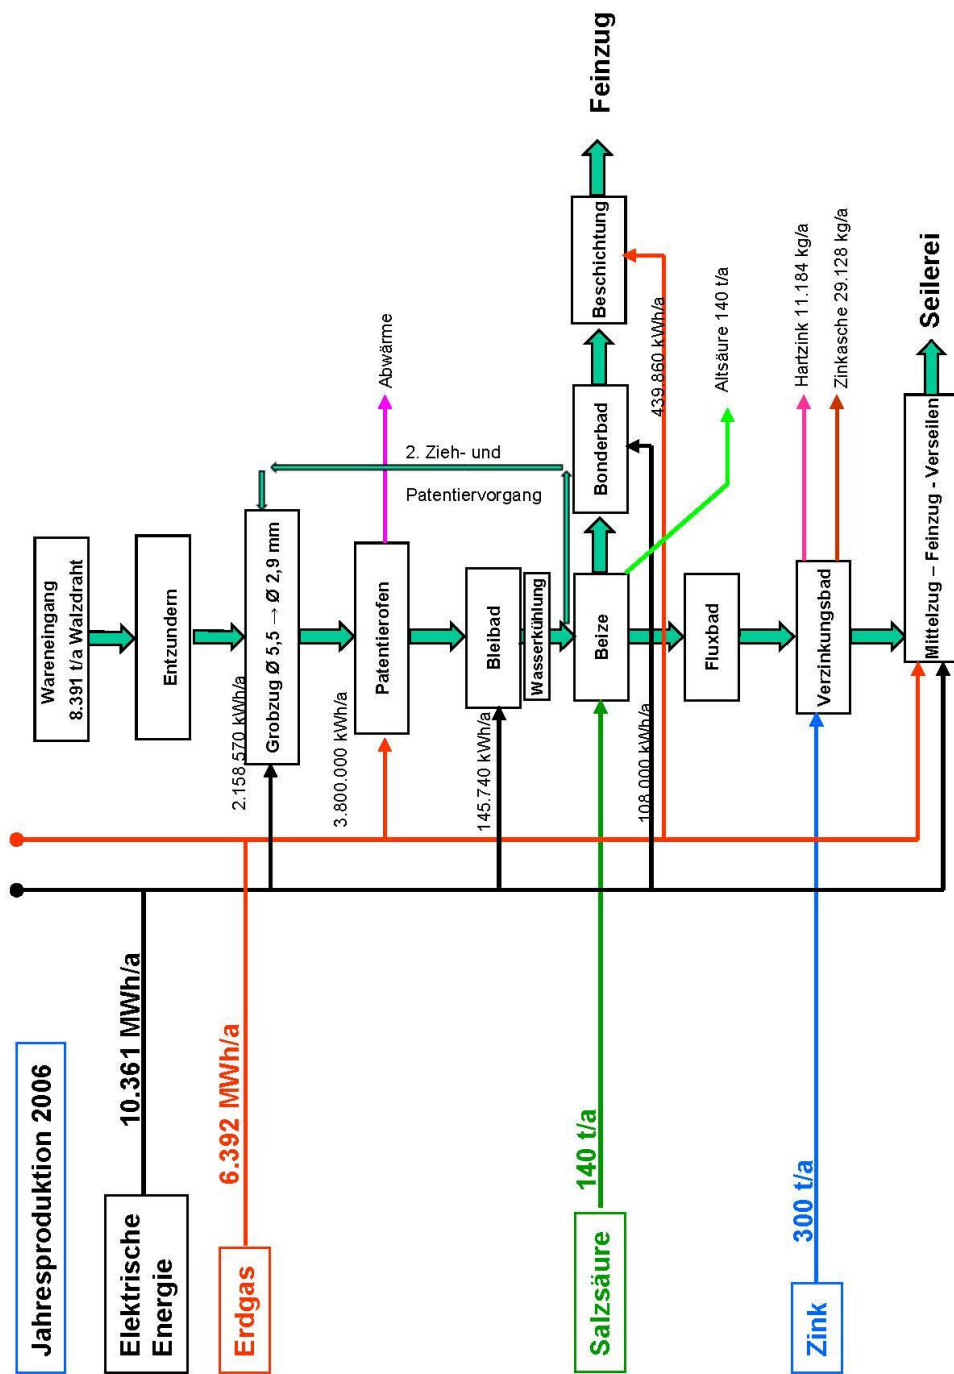 Jahresproduktion 2006
Elektrische
Energie
10.361 MWh/a
Erdgas
6.392 MWh/a
Salzsäure
140 t/a
Zink
300 t/a
Wareneingang
8.391 t/a Walzdraht
Entzundern
2.158.570 kWh/a
Grobzug Ø 5,5 → Ø 2,9 mm
3.800.000 kWh/a
Patentierofen
Abwärme
2. Zieh- und
Patentiervorgang
145.740 kWh/a
Bleibad
Wasserkühlung
Beize
Bonderbad
Beschichtung
Feinzug
108.000 kWh/a
439.860 kWh/a
Altsäure 140 t/a
Fluxbad
Verzinkungsbad
Hartzink 11.184 kg/a
Zinkasche 29.128 kg/a
Mittelzug – Feinzug - Verseilen
Seilerei